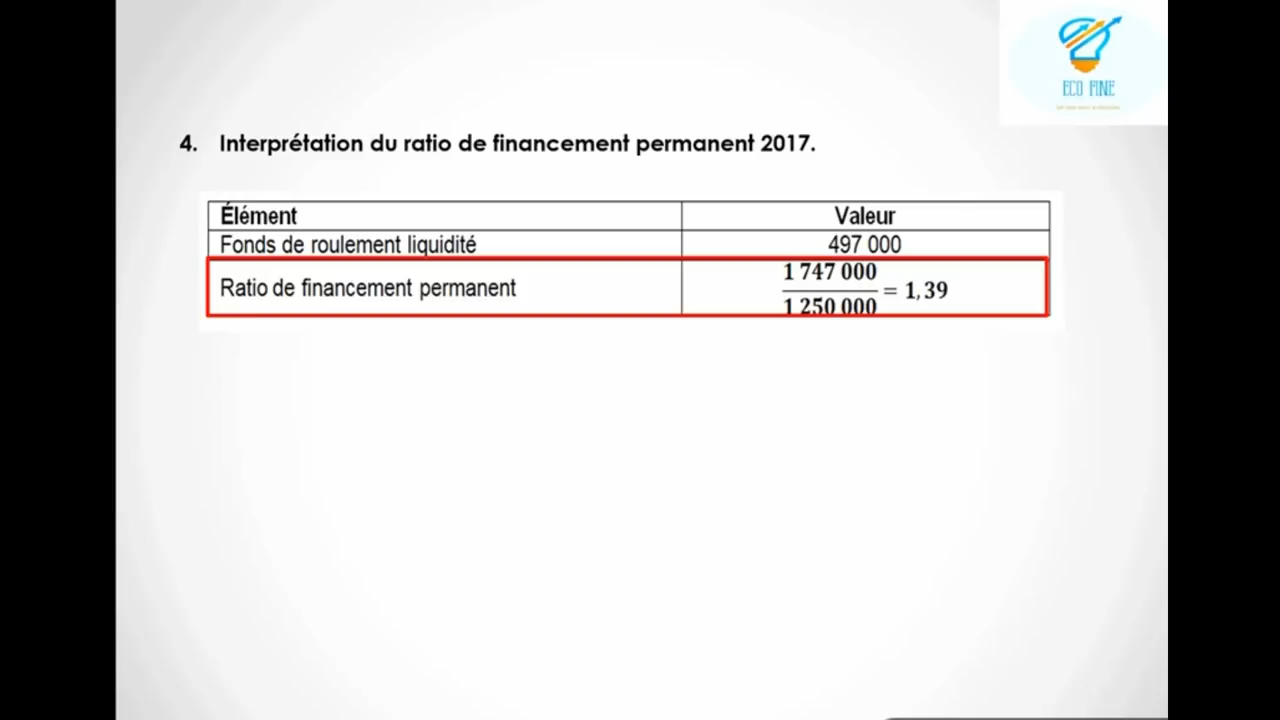 ECO FINE
4. Interprétation du ratio de financement permanent 2017.
Élément Valeur
Fonds de roulement liquidité 497 000
Ratio de financement permanent 1 747 000 / 1 250 000 = 1,39